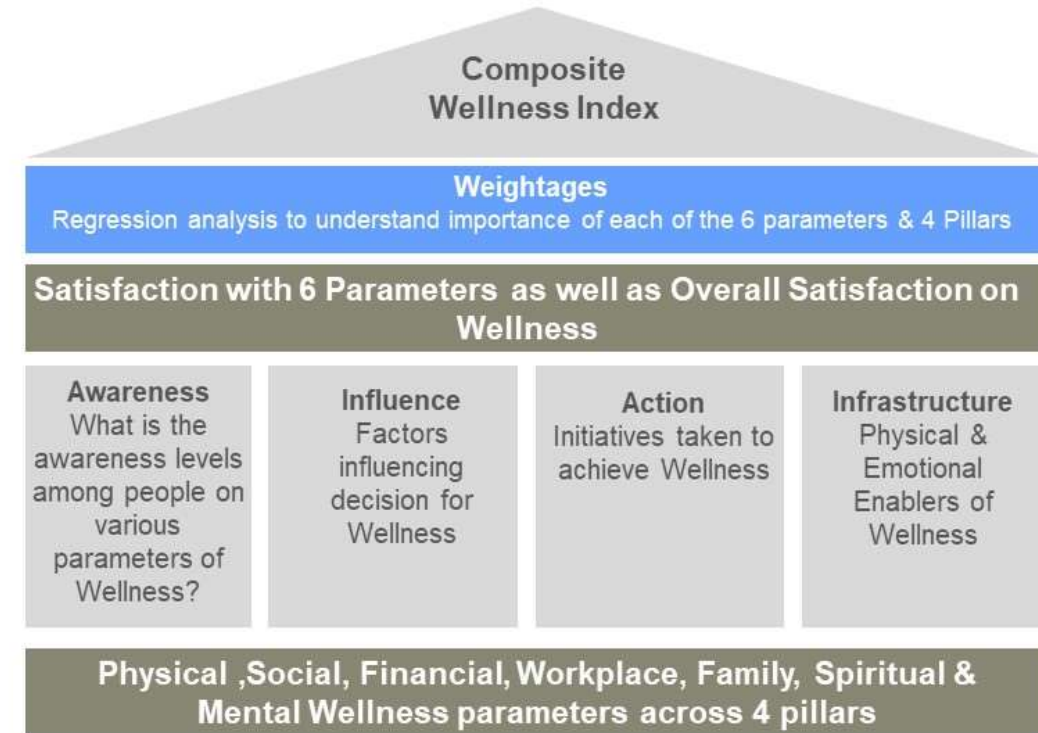 Composite
Wellness Index
Weightages
Regression analysis to understand importance of each of the 6 parameters & 4 Pillars
Satisfaction with 6 Parameters as well as Overall Satisfaction on
Wellness
Awareness
What is the
awareness levels
among people on
various
parameters of
Wellness?
Influence
Factors
influencing
decision for
Wellness
Action
Initiatives taken to
achieve Wellness
Infrastructure
Physical &
Emotional
Enablers of
Wellness
Physical ,Social, Financial, Workplace, Family, Spiritual &
Mental Wellness parameters across 4 pillars